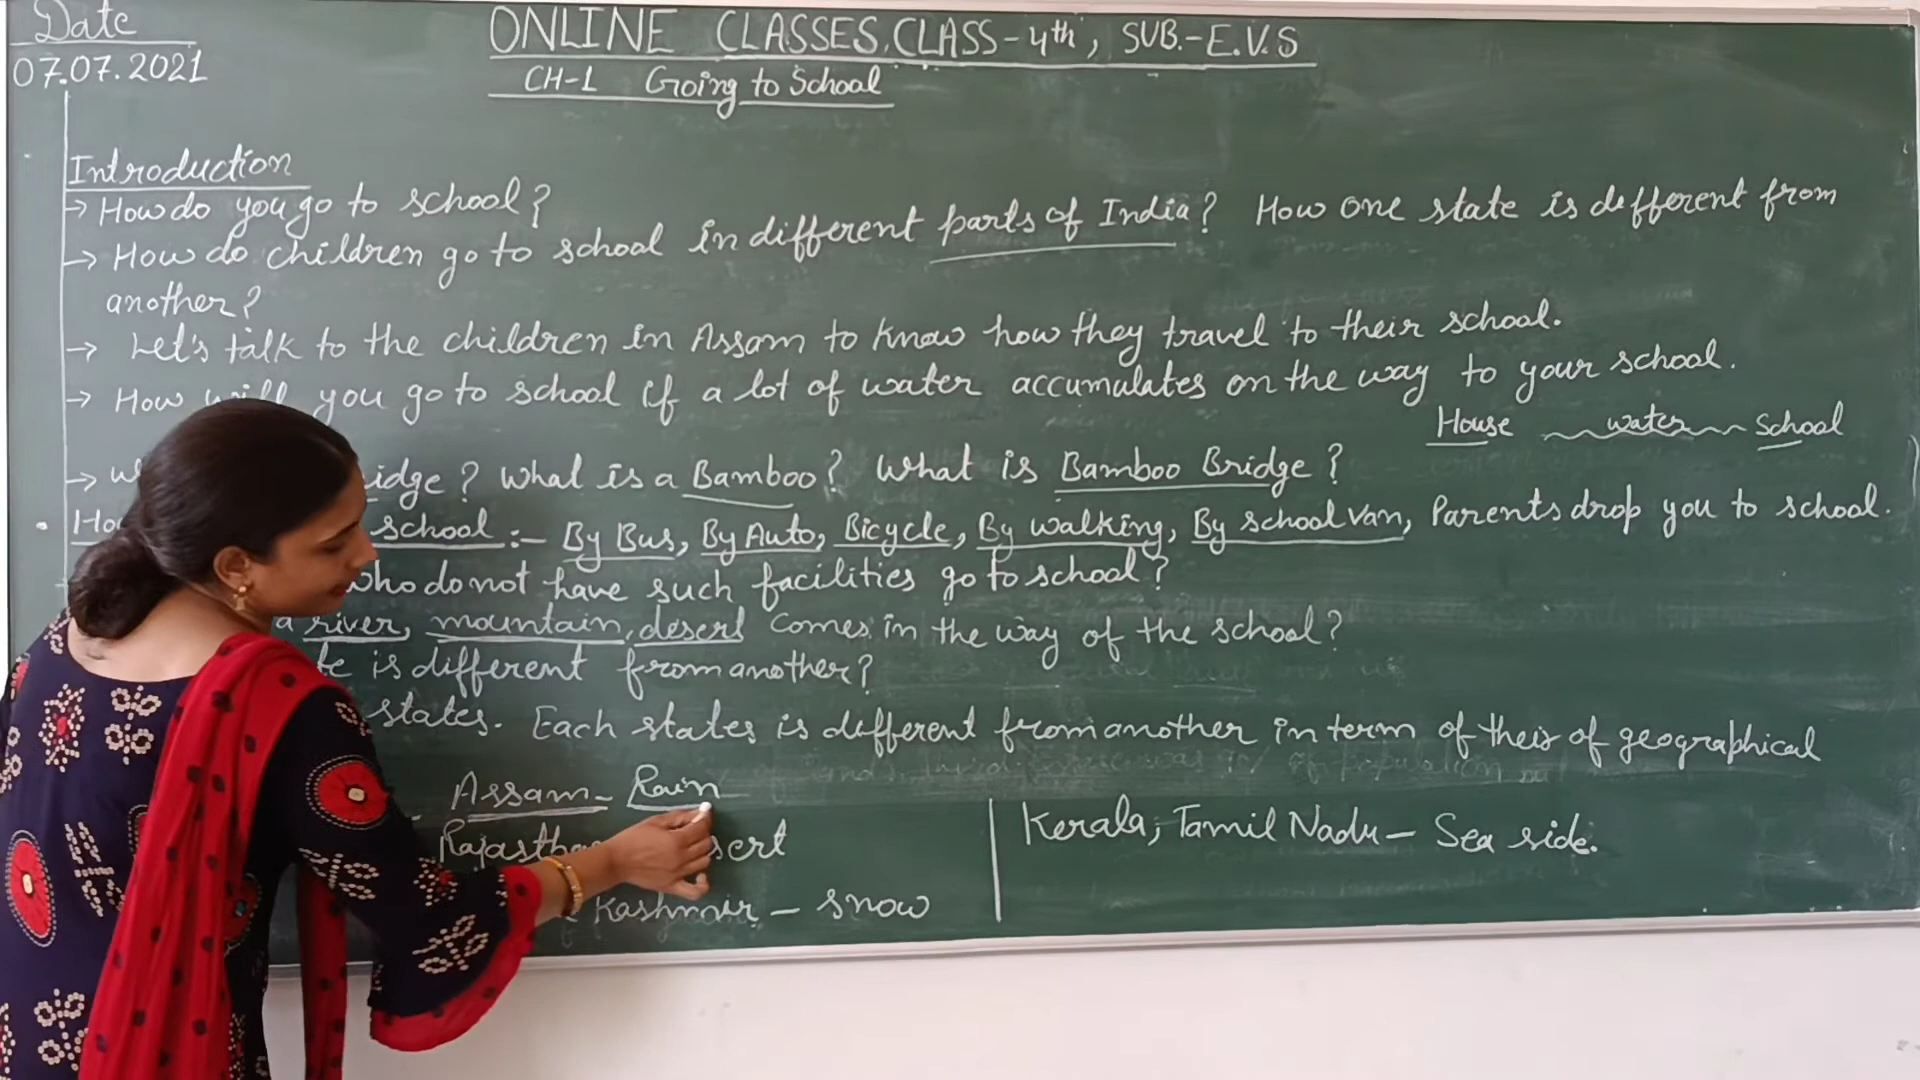 Date
07.07.2021
ONLINE CLASSES, CLASS-4th, SUB.-E.V.S
CH-1 Going to School
Introduction
→ How do you go to school?
→ How do children go to school in different parts of India? How one state is different from
another?
→ Let's talk to the children in Assam to know how they travel to their school.
→ How will you go to school if a lot of water accumulates on the way to your school.
House water School
→ idge? What is a Bamboo? What is Bamboo Bridge?
school:- By Bus, By Auto, Bicycle, By walking, By school van, Parents drop you to school.
who do not have such facilities go to school?
a river, mountain, desert comes in the way of the school?
is different from another?
states. Each states is different from another in term of their of geographical
Assam- Rain
Rajasthan sert
Kashmir - snow
Kerala, Tamil Nadu - Sea side.